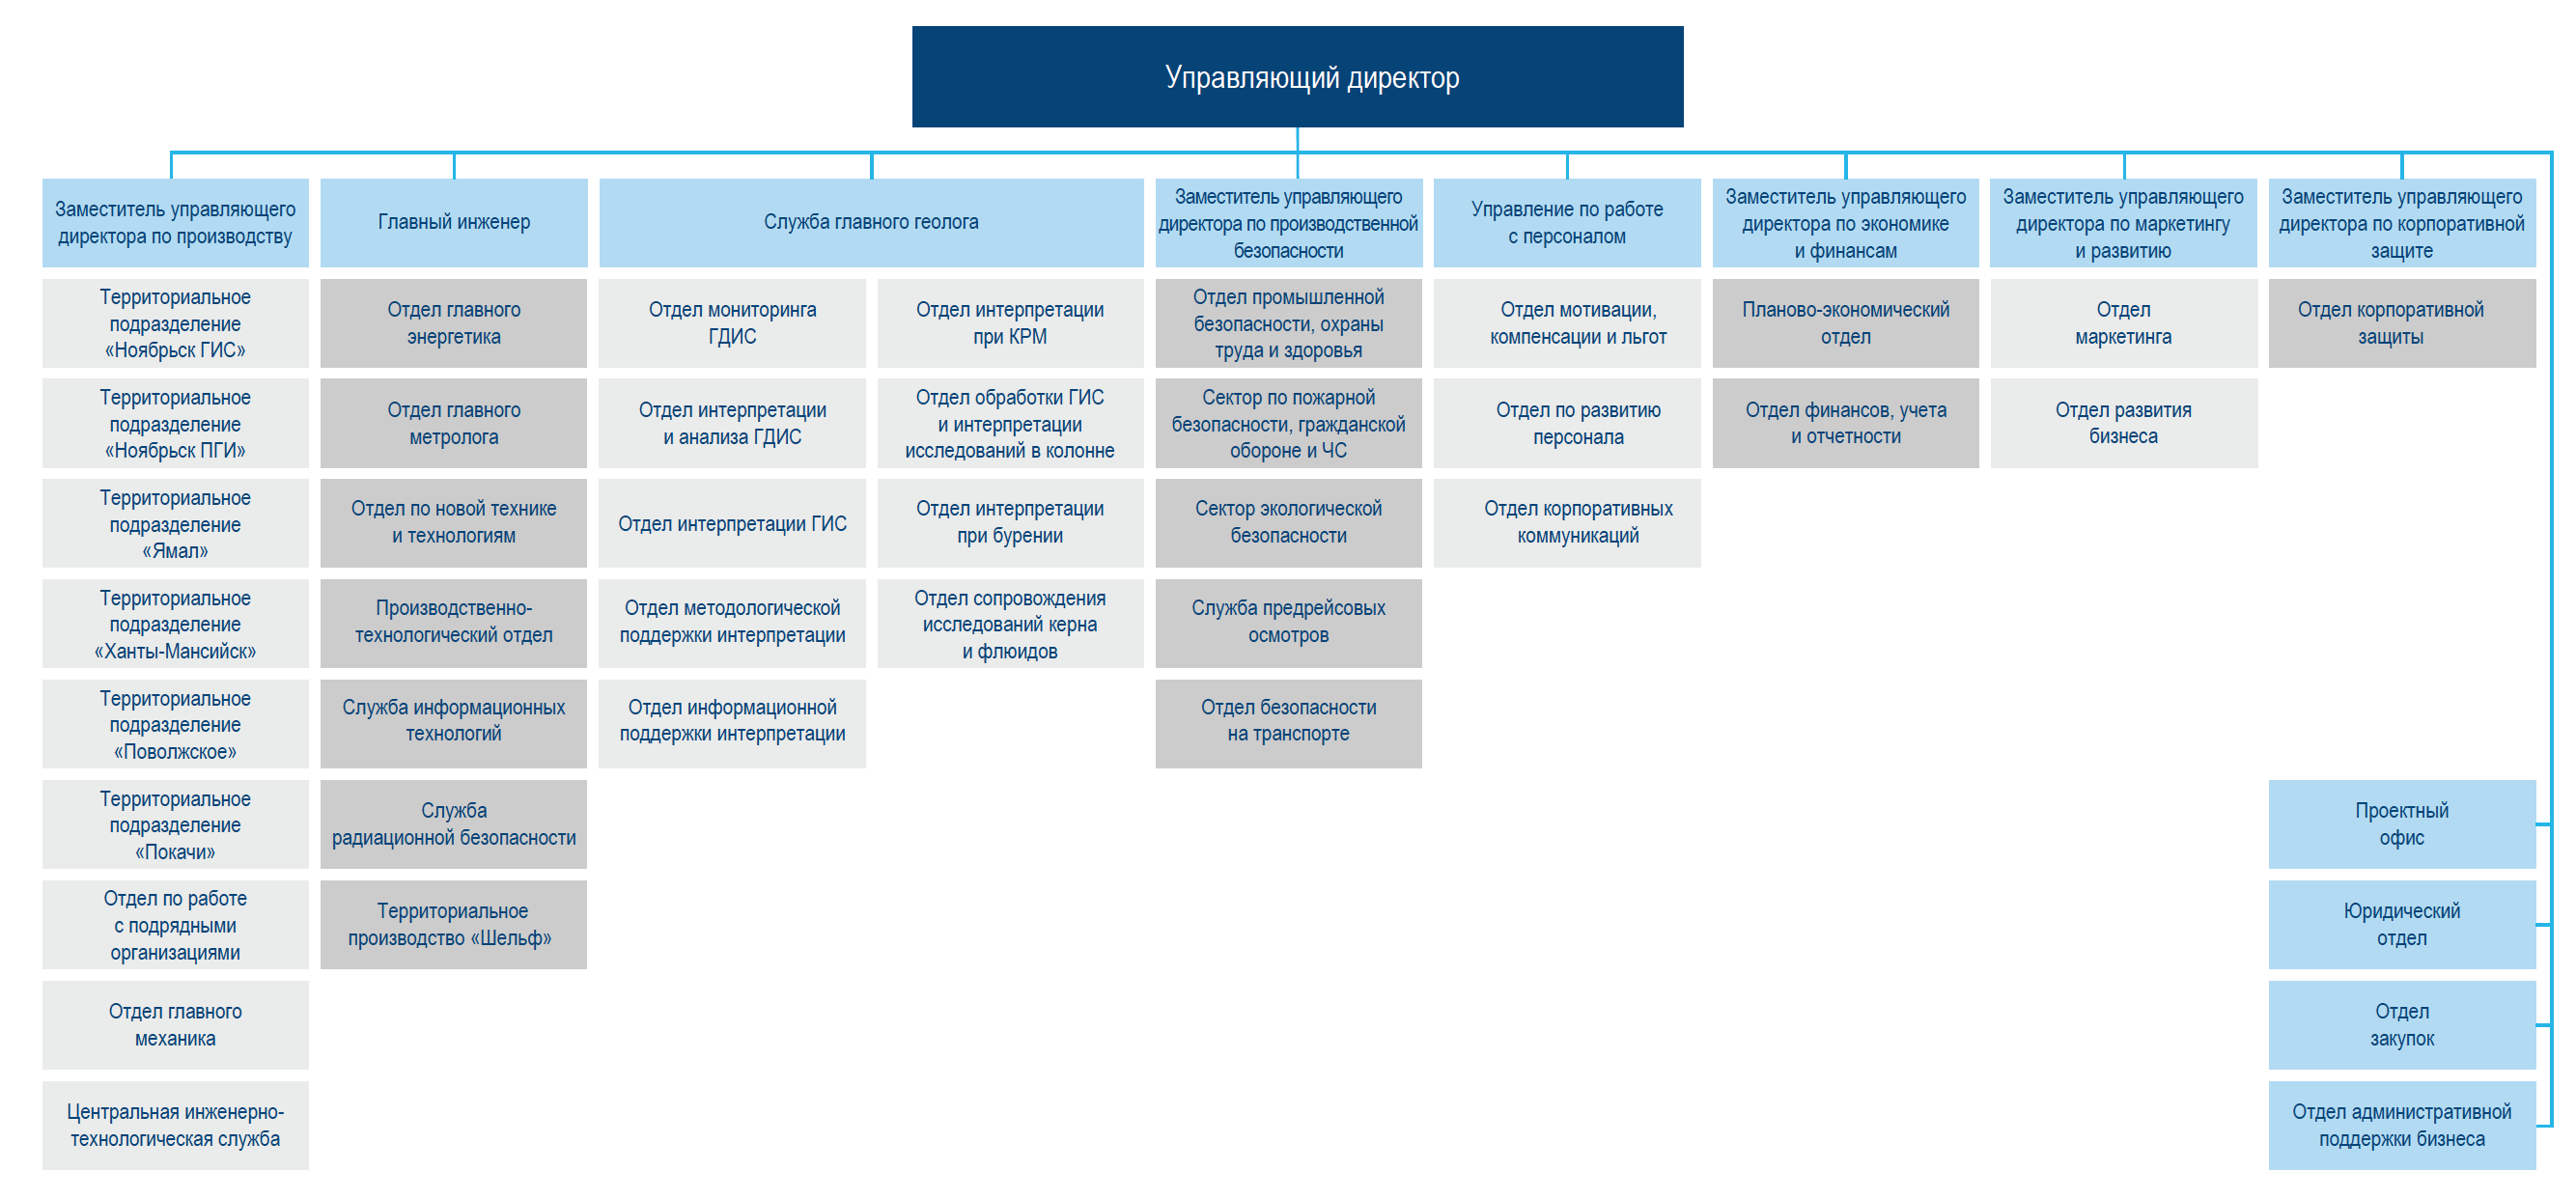 Управляющий директор
Заместитель управляющего
директора по производству
Главный инженер
Служба главного геолога
Заместитель управляющего
директора по производственной
безопасности
Управление по работе
с персоналом
Заместитель управляющего
директора по экономике
и финансам
Заместитель управляющего
директора по маркетингу
и развитию
Заместитель управляющего
директора по корпоративной
защите
Территориальное
подразделение
«Ноябрьск ГИС»
Отдел главного
энергетика
Отдел мониторинга
ГДИС
Отдел интерпретации
при КРМ
Отдел промышленной
безопасности, охраны
труда и здоровья
Отдел мотивации,
компенсации и льгот
Планово-экономический
отдел
Отдел
маркетинга
Отдел корпоративной
защиты
Территориальное
подразделение
«Ноябрьск ПГИ»
Отдел главного
метролога
Отдел интерпретации
и анализа ГДИС
Отдел обработки ГИС
и интерпретации
исследований в колонне
Сектор по пожарной
безопасности, гражданской
обороне и ЧС
Отдел по развитию
персонала
Отдел финансов, учета
и отчетности
Отдел развития
бизнеса
Территориальное
подразделение
«Ямал»
Отдел по новой технике
и технологиям
Отдел интерпретации ГИС
Отдел интерпретации
при бурении
Сектор экологической
безопасности
Отдел корпоративных
коммуникаций
Территориальное
подразделение
«Ханты-Мансийск»
Производственно-
технологический отдел
Отдел методологической
поддержки интерпретации
Отдел сопровождения
исследований керна
и флюидов
Служба предрейсовых
осмотров
Территориальное
подразделение
«Поволжское»
Служба информационных
технологий
Отдел информационной
поддержки интерпретации
Отдел безопасности
на транспорте
Территориальное
подразделение
«Покачи»
Служба
радиационной безопасности
Проектный
офис
Отдел по работе
с подрядными
организациями
Территориальное
производство «Шельф»
Юридический
отдел
Отдел главного
механика
Отдел
закупок
Центральная инженерно-
технологическая служба
Отдел административной
поддержки бизнеса